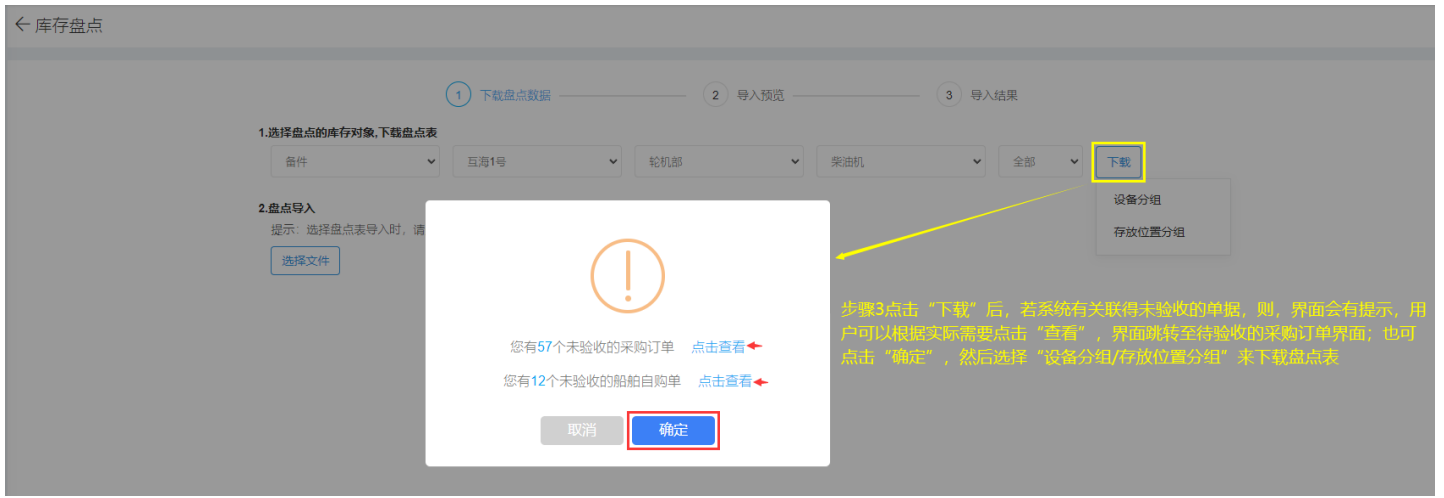 库存盘点
1 下载盘点数据 2 导入预览 3 导入结果
1.选择盘点的库存对象,下载盘点表
备件 互海1号 轮机部 柴油机 全部 下载
设备分组
存放位置分组
2.盘点导入
提示：选择盘点表导入时，请
选择文件
您有57个未验收的采购订单 点击查看
您有12个未验收的船舶自购单 点击查看
取消 确定
步骤3点击“下载”后，若系统有关联得未验收的单据，则，界面会有提示，用
户可以根据实际需要点击“查看”，界面跳转至待验收的采购订单界面；也可
点击“确定”，然后选择“设备分组/存放位置分组”来下载盘点表